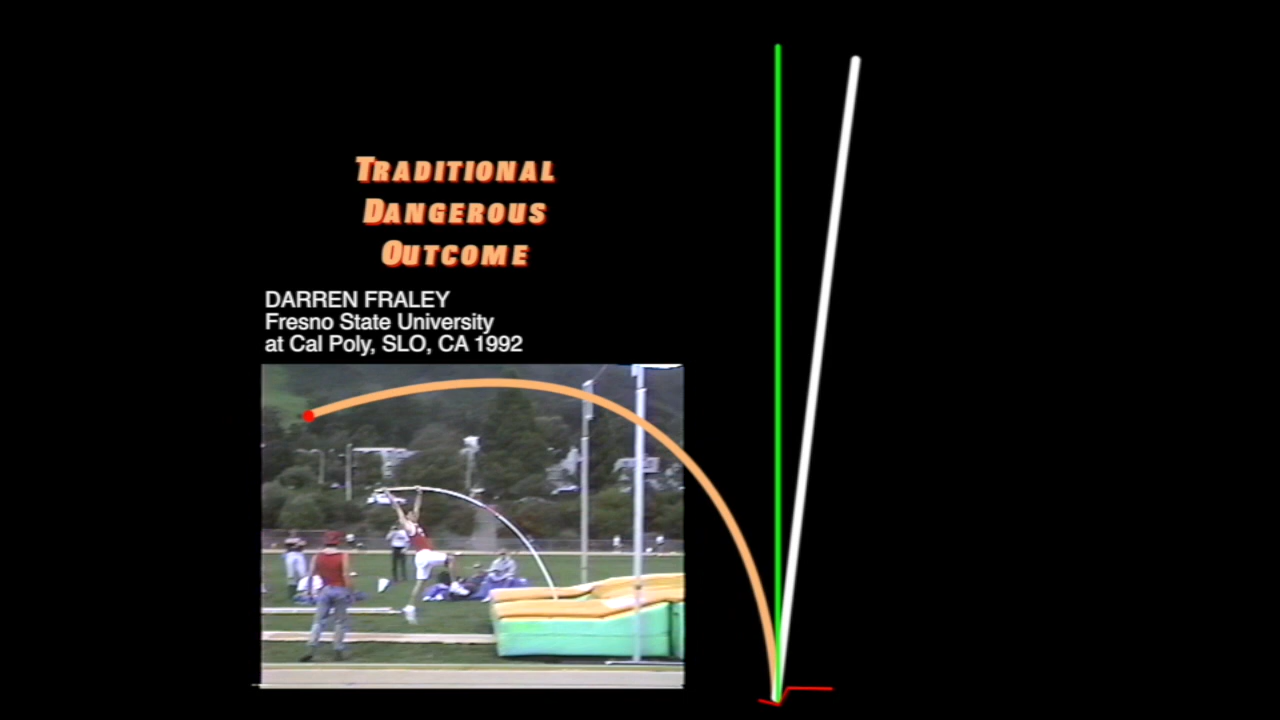 TRADITIONAL
DANGEROUS
OUTCOME
DARREN FRALEY
Fresno State University
at Cal Poly, SLO, CA 1992